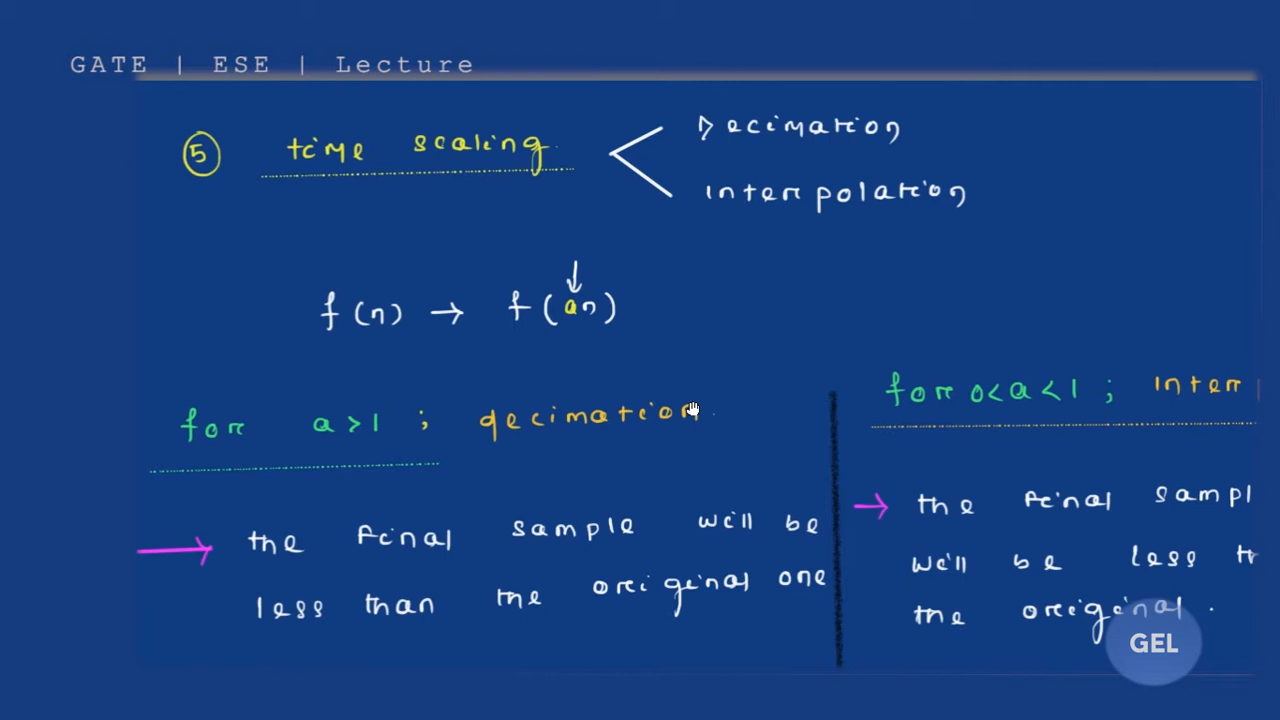 GATE | ESE | Lecture
5 time scaling
Decimation
Interpolation
f(n) → f(an)
for a>1 ; decimation
→ the final sample will be
less than the original one
for 0<a<1 ; inter
→ the final sampl
will be less th
the original .
GEL